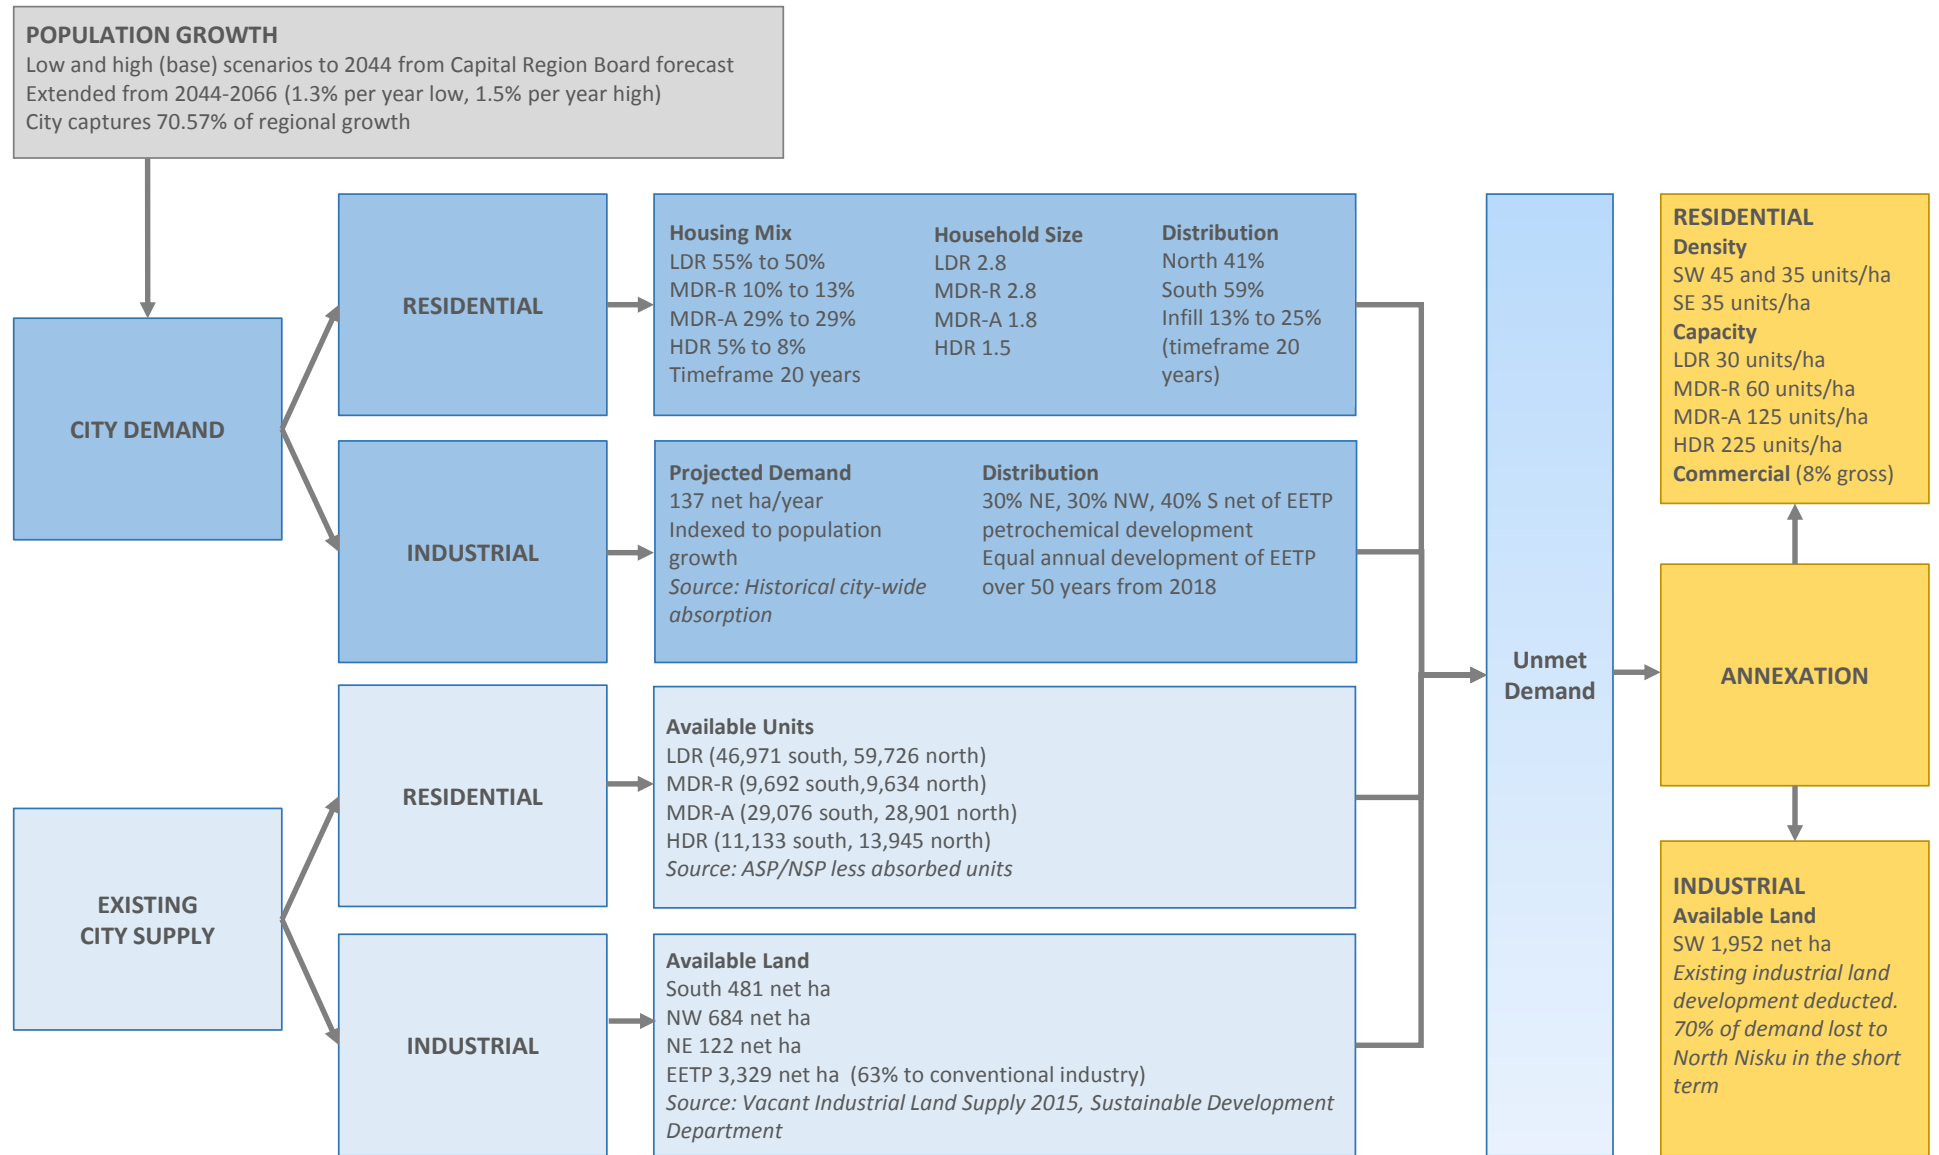 POPULATION GROWTH
Low and high (base) scenarios to 2044 from Capital Region Board forecast
Extended from 2044-2066 (1.3% per year low, 1.5% per year high)
City captures 70.57% of regional growth
CITY DEMAND
RESIDENTIAL
Housing Mix
LDR 55% to 50%
MDR-R 10% to 13%
MDR-A 29% to 29%
HDR 5% to 8%
Timeframe 20 years
Household Size
LDR 2.8
MDR-R 2.8
MDR-A 1.8
HDR 1.5
Distribution
North 41%
South 59%
Infill 13% to 25%
(timeframe 20
years)
INDUSTRIAL
Projected Demand
137 net ha/year
Indexed to population
growth
Source: Historical city-wide
absorption
Distribution
30% NE, 30% NW, 40% S net of EETP
petrochemical development
Equal annual development of EETP
over 50 years from 2018
EXISTING
CITY SUPPLY
RESIDENTIAL
Available Units
LDR (46,971 south, 59,726 north)
MDR-R (9,692 south,9,634 north)
MDR-A (29,076 south, 28,901 north)
HDR (11,133 south, 13,945 north)
Source: ASP/NSP less absorbed units
INDUSTRIAL
Available Land
South 481 net ha
NW 684 net ha
NE 122 net ha
EETP 3,329 net ha (63% to conventional industry)
Source: Vacant Industrial Land Supply 2015, Sustainable Development
Department
Unmet
Demand
RESIDENTIAL
Density
SW 45 and 35 units/ha
SE 35 units/ha
Capacity
LDR 30 units/ha
MDR-R 60 units/ha
MDR-A 125 units/ha
HDR 225 units/ha
Commercial (8% gross)
ANNEXATION
INDUSTRIAL
Available Land
SW 1,952 net ha
Existing industrial land
development deducted.
70% of demand lost to
North Nisku in the short
term